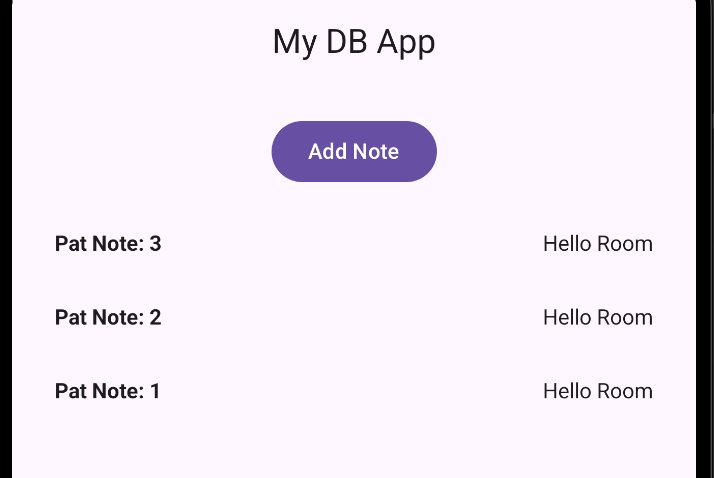 My DB App
Add Note
Pat Note: 3 Hello Room
Pat Note: 2 Hello Room
Pat Note: 1 Hello Room